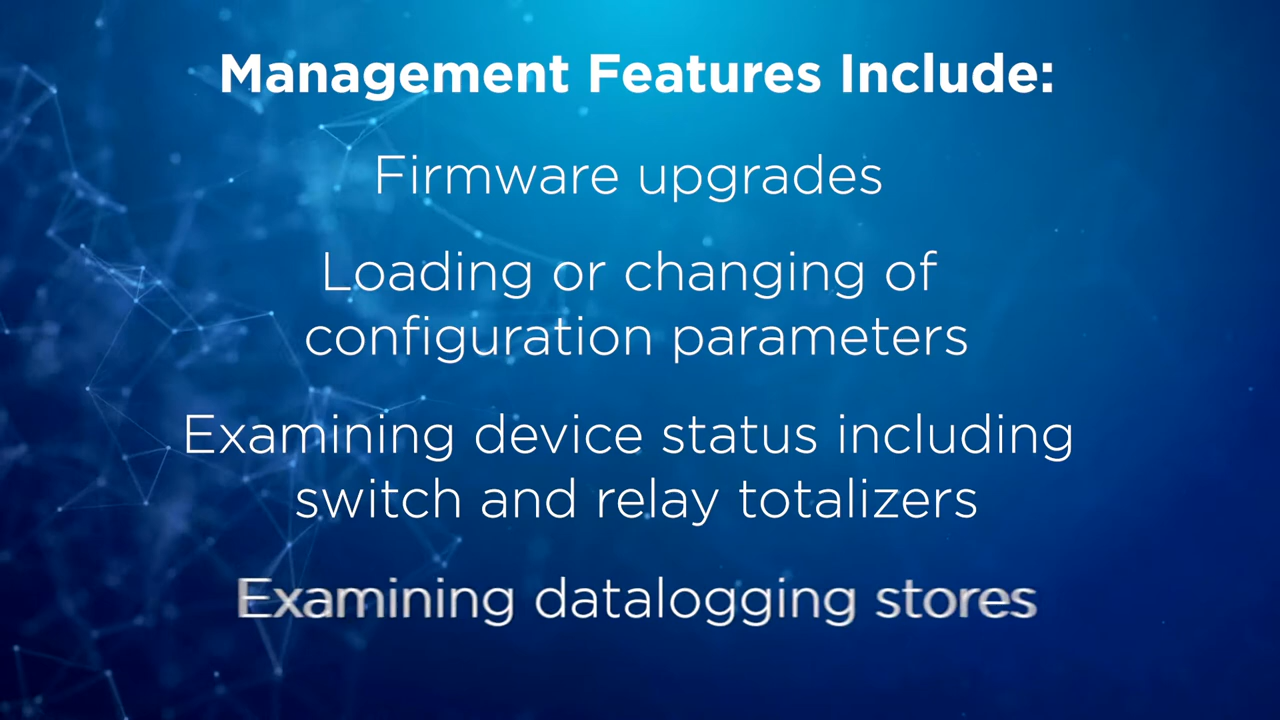 Management Features Include:
Firmware upgrades
Loading or changing of
configuration parameters
Examining device status including
switch and relay totalizers
Examining datalogging stores